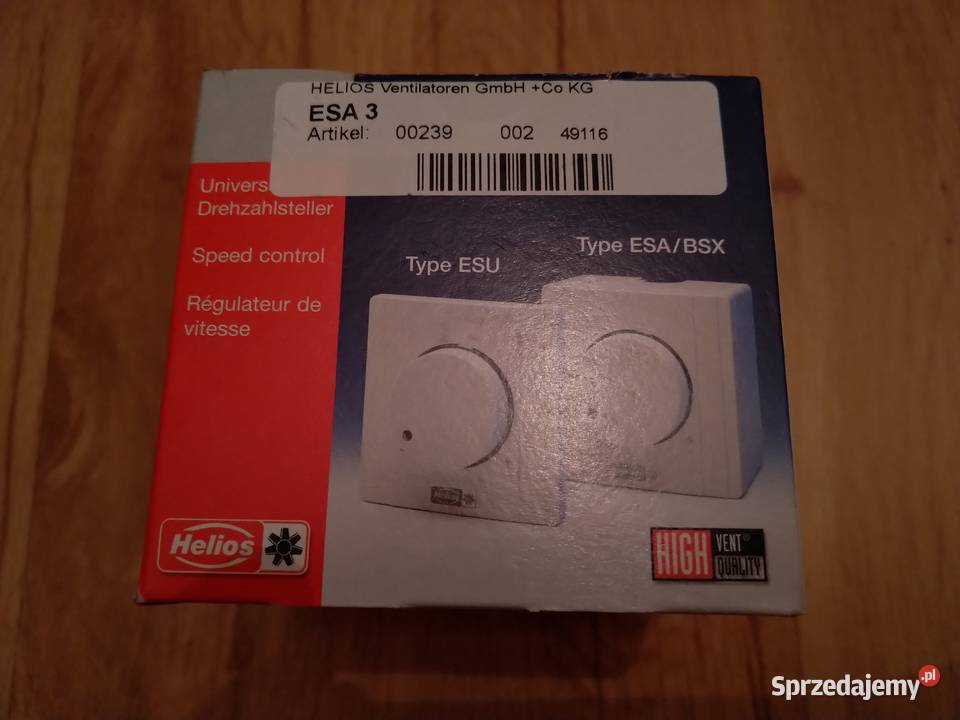 HELIOS Ventilatoren GmbH +Co KG
ESA 3
Artikel: 00239 002 49116
Drehzahlsteller
Speed control
Régulateur de
vitesse
Type ESU
Type ESA/BSX
Helios
Helios
HIGH VENT®
QUALITY
Sprzedajemy.pl